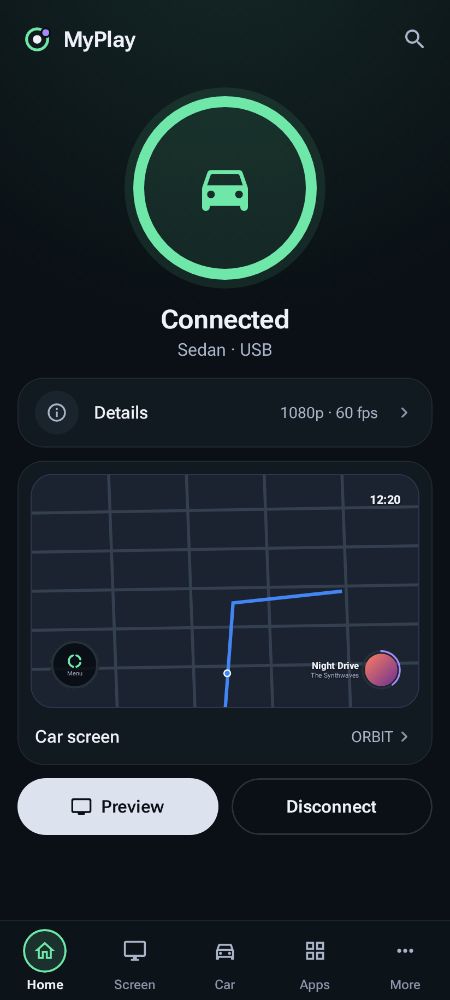 MyPlay
Connected
Sedan · USB
Details
1080p · 60 fps
12:20
Menu
Night Drive
The Synthwaves
Car screen
ORBIT
Preview
Disconnect
Home
Screen
Car
Apps
More